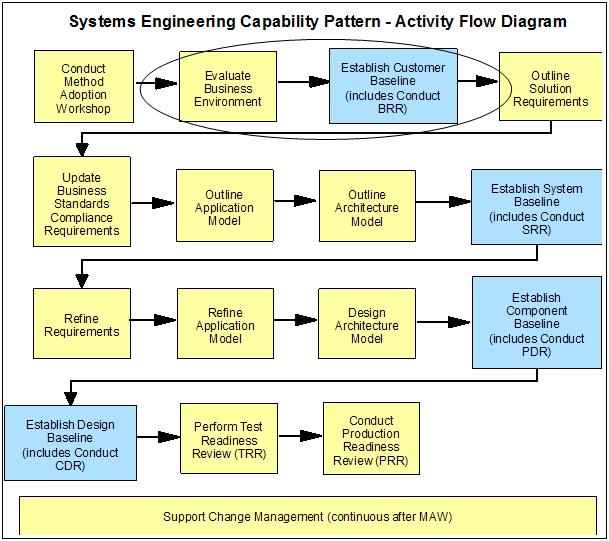 Systems Engineering Capability Pattern - Activity Flow Diagram
Conduct
Method
Adoption
Workshop
Evaluate
Business
Environment
Establish Customer
Baseline
(includes Conduct
BRR)
Outline
Solution
Requirements
Update
Business
Standards
Compliance
Requirements
Outline
Application
Model
Outline
Architecture
Model
Establish System
Baseline
(includes Conduct
SRR)
Refine
Requirements
Refine
Application
Model
Design
Architecture
Model
Establish
Component
Baseline
(includes Conduct
PDR)
Establish Design
Baseline
(includes Conduct
CDR)
Perform Test
Readiness
Review (TRR)
Conduct
Production
Readiness
Review (PRR)
Support Change Management (continuous after MAW)